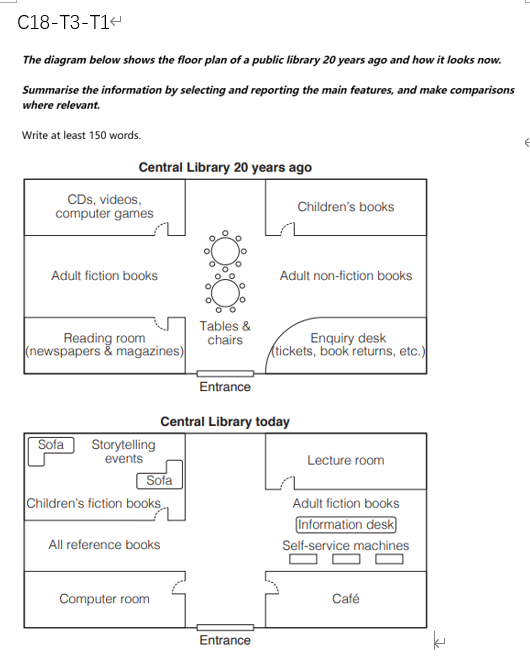 C18-T3-T1
The diagram below shows the floor plan of a public library 20 years ago and how it looks now.
Summarise the information by selecting and reporting the main features, and make comparisons
where relevant.
Write at least 150 words.
Central Library 20 years ago
CDs, videos,
computer games
Children's books
Adult fiction books
Adult non-fiction books
Tables &
chairs
Reading room
(newspapers & magazines)
Enquiry desk
(tickets, book returns, etc.)
Entrance
Central Library today
Sofa
Storytelling
events
Sofa
Lecture room
Children's fiction books
Adult fiction books
Information desk
All reference books
Self-service machines
Computer room
Café
Entrance